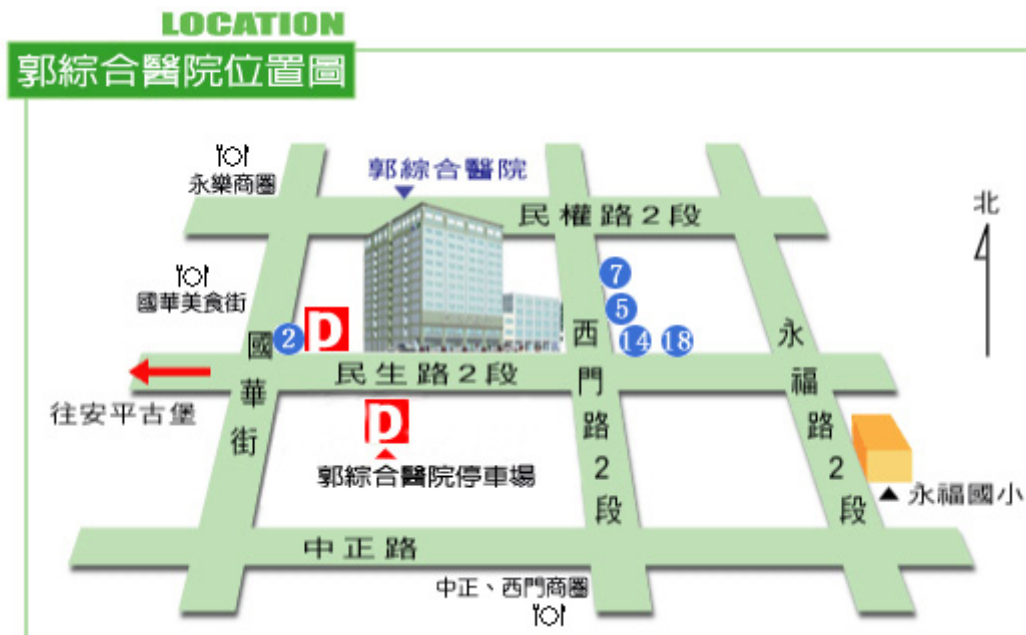 LOCATION
郭綜合醫院位置圖
永樂商圈
郭綜合醫院
民權路2段
北
國華美食街
7
5
2
P
14 18
國華街
西門路2段
永福路2段
民生路2段
往安平古堡
P
郭綜合醫院停車場
永福國小
中正路
中正、西門商圈